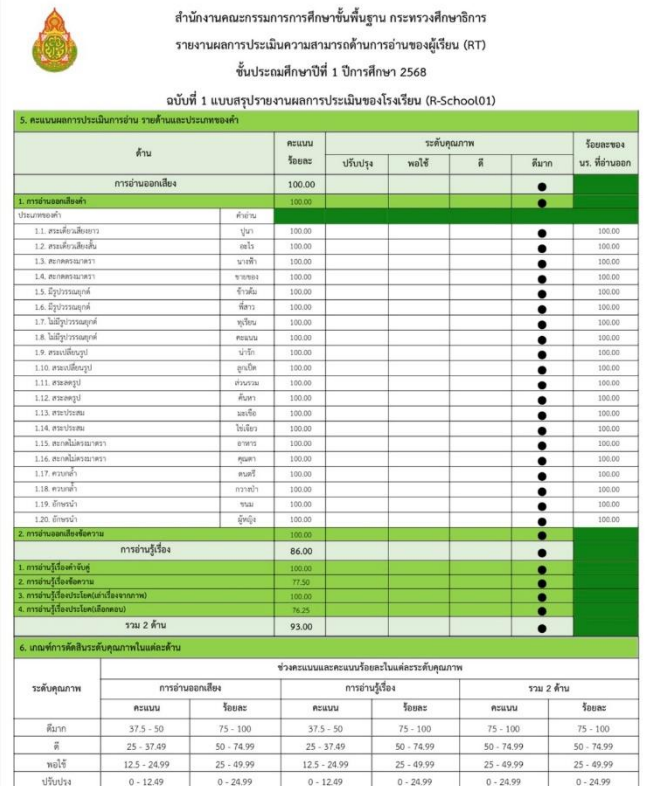 สำนักงานคณะกรรมการการศึกษาขั้นพื้นฐาน กระทรวงศึกษาธิการ
รายงานผลการประเมินความสามารถด้านการอ่านของผู้เรียน (RT)
ชั้นประถมศึกษาปีที่ 1 ปีการศึกษา 2568
ฉบับที่ 1 แบบสรุปรายงานผลการประเมินของโรงเรียน (R-School01)
5. คะแนนผลการประเมินการอ่าน รายด้านและประเภทของคำ
ด้าน คะแนน ร้อยละ ระดับคุณภาพ ร้อยละของ นร. ที่อ่านออก
ปรับปรุง พอใช้ ดี ดีมาก
การอ่านออกเสียง 100.00 ●
1. การอ่านออกเสียงคำ 100.00 ●
ประเภทของคำ คำอ่าน
1.1. สระเดี่ยวเสียงยาว ปูนา 100.00 ● 100.00
1.2. สระเดี่ยวเสียงสั้น อะไร 100.00 ● 100.00
1.3. สะกดตรงมาตรา นางฟ้า 100.00 ● 100.00
1.4. สะกดตรงมาตรา ขายของ 100.00 ● 100.00
1.5. มีรูปวรรณยุกต์ ข้าวต้ม 100.00 ● 100.00
1.6. มีรูปวรรณยุกต์ พี่สาว 100.00 ● 100.00
1.7. ไม่มีรูปวรรณยุกต์ ทุเรียน 100.00 ● 100.00
1.8. ไม่มีรูปวรรณยุกต์ คะแนน 100.00 ● 100.00
1.9. สระเปลี่ยนรูป น่ารัก 100.00 ● 100.00
1.10. สระเปลี่ยนรูป ลูกเป็ด 100.00 ● 100.00
1.11. สระลดรูป ส่วนรวม 100.00 ● 100.00
1.12. สระลดรูป ค้นหา 100.00 ● 100.00
1.13. สระประสม มะเขือ 100.00 ● 100.00
1.14. สระประสม ไข่เจียว 100.00 ● 100.00
1.15. สะกดไม่ตรงมาตรา อาหาร 100.00 ● 100.00
1.16. สะกดไม่ตรงมาตรา คุณตา 100.00 ● 100.00
1.17. ควบกล้ำ ดนตรี 100.00 ● 100.00
1.18. ควบกล้ำ กวางป่า 100.00 ● 100.00
1.19. อักษรนำ ขนม 100.00 ● 100.00
1.20. อักษรนำ ผู้หญิง 100.00 ● 100.00
2. การอ่านออกเสียงข้อความ 100.00 ●
การอ่านรู้เรื่อง 86.00 ●
1. การอ่านรู้เรื่องคำจับคู่ 100.00 ●
2. การอ่านรู้เรื่องข้อความ 77.50 ●
3. การอ่านรู้เรื่องประโยค(เล่าเรื่องจากภาพ) 100.00 ●
4. การอ่านรู้เรื่องประโยค(เลือกตอบ) 76.25 ●
รวม 2 ด้าน 93.00 ●
6. เกณฑ์การตัดสินระดับคุณภาพในแต่ละด้าน
ระดับคุณภาพ ช่วงคะแนนและคะแนนร้อยละในแต่ละระดับคุณภาพ
การอ่านออกเสียง การอ่านรู้เรื่อง รวม 2 ด้าน
คะแนน ร้อยละ คะแนน ร้อยละ คะแนน ร้อยละ
ดีมาก 37.5 - 50 75 - 100 37.5 - 50 75 - 100 75 - 100 75 - 100
ดี 25 - 37.49 50 - 74.99 25 - 37.49 50 - 74.99 50 - 74.99 50 - 74.99
พอใช้ 12.5 - 24.99 25 - 49.99 12.5 - 24.99 25 - 49.99 25 - 49.99 25 - 49.99
ปรับปรุง 0 - 12.49 0 - 24.99 0 - 12.49 0 - 24.99 0 - 24.99 0 - 24.99